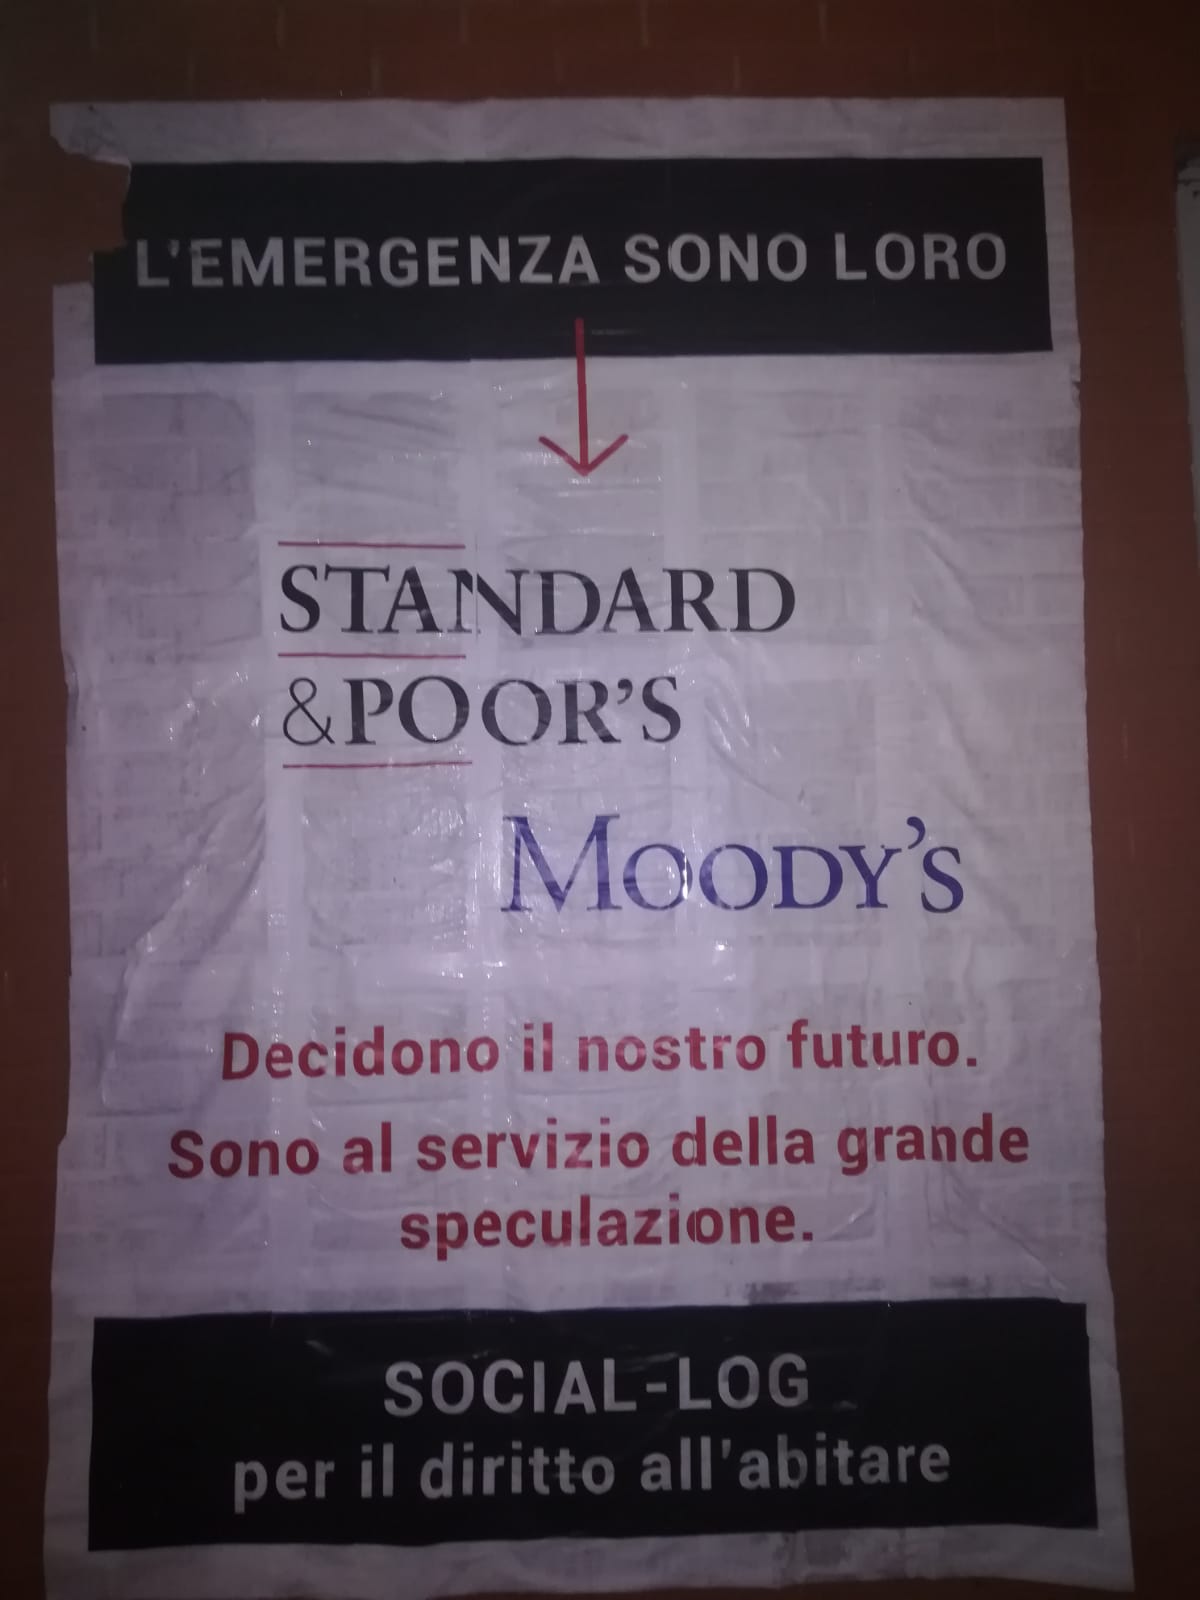 L'EMERGENZA SONO LORO
STANDARD
&POOR'S
MOODY'S
Decidono il nostro futuro.
Sono al servizio della grande
speculazione.
SOCIAL-LOG
per il diritto all'abitare